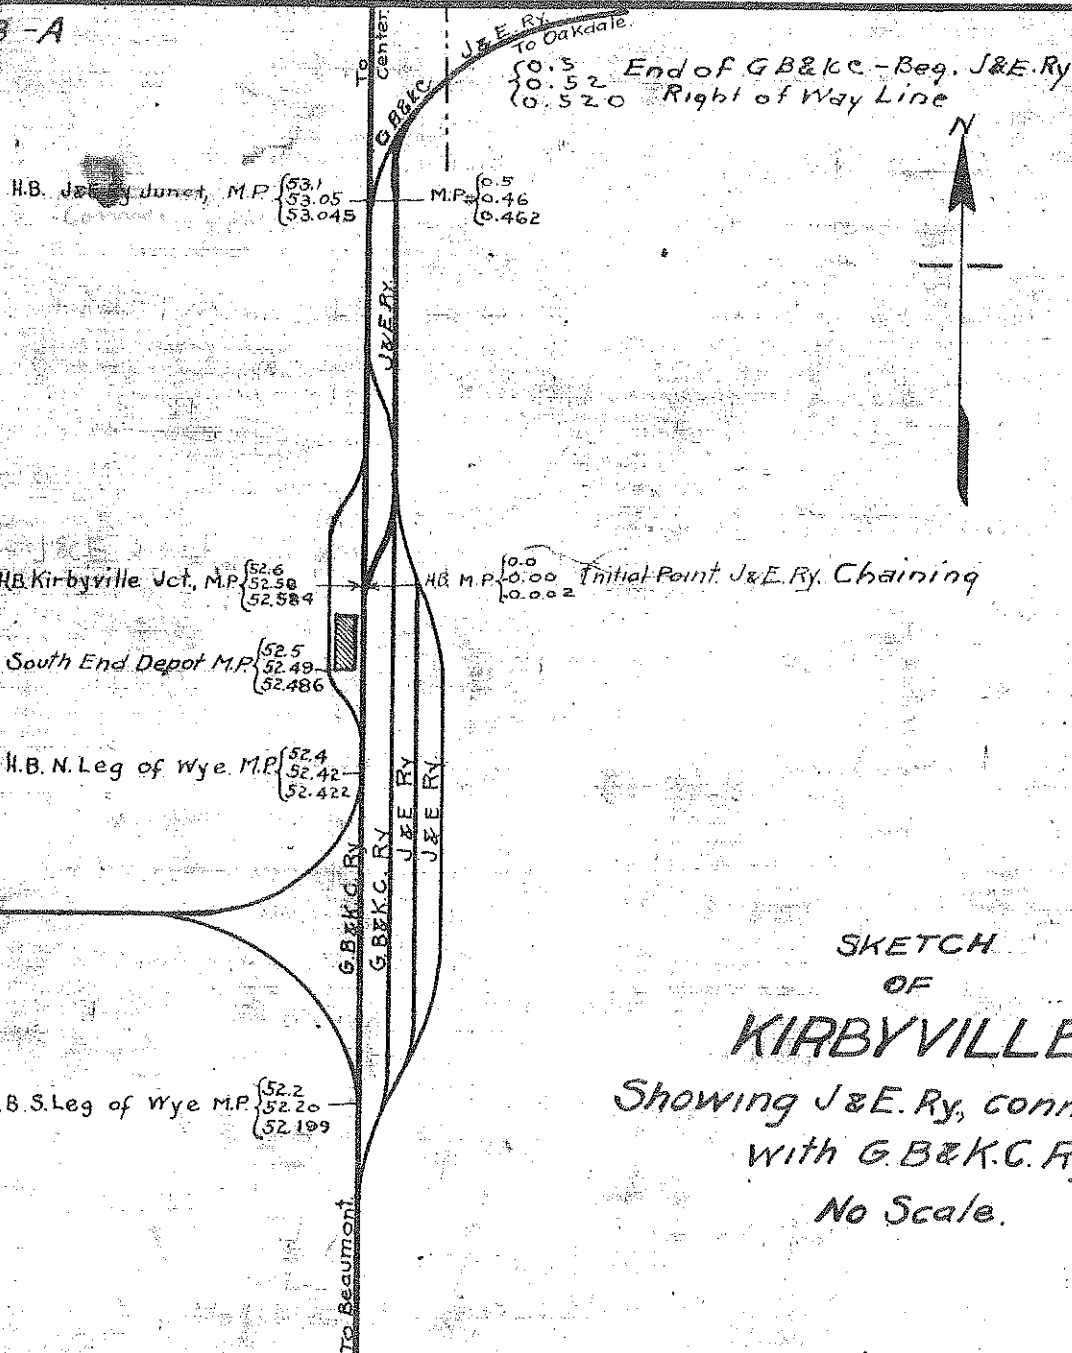 3-A
To Center
J&E. Ry.
To Oakdale.
G B&KC
{0.5
{0.52
{0.520
End of G B&KC - Beg. J&E.Ry
Right of Way Line
N
H.B. J&E Ry Junct, M.P. {53.1
53.05
53.045
M.P. {0.5
0.46
0.462
J&E.Ry.
H.B. Kirbyville Jct., M.P. {52.6
52.58
52.584
H.B. M.P. {0.0
0.00
0.002
Initial Point J&E.Ry. Chaining
South End Depot M.P. {52.5
52.49
52.486
H.B. N. Leg of Wye. M.P. {52.4
52.42
52.422
G.B&K.C. Ry
G.B&K.C. Ry
J&E Ry
J&E Ry
.B. S. Leg of Wye M.P. {52.2
52.20
52.199
To Beaumont.
SKETCH
OF
KIRBYVILLE
Showing J&E. Ry., conn
with G.B&K.C. R
No Scale.